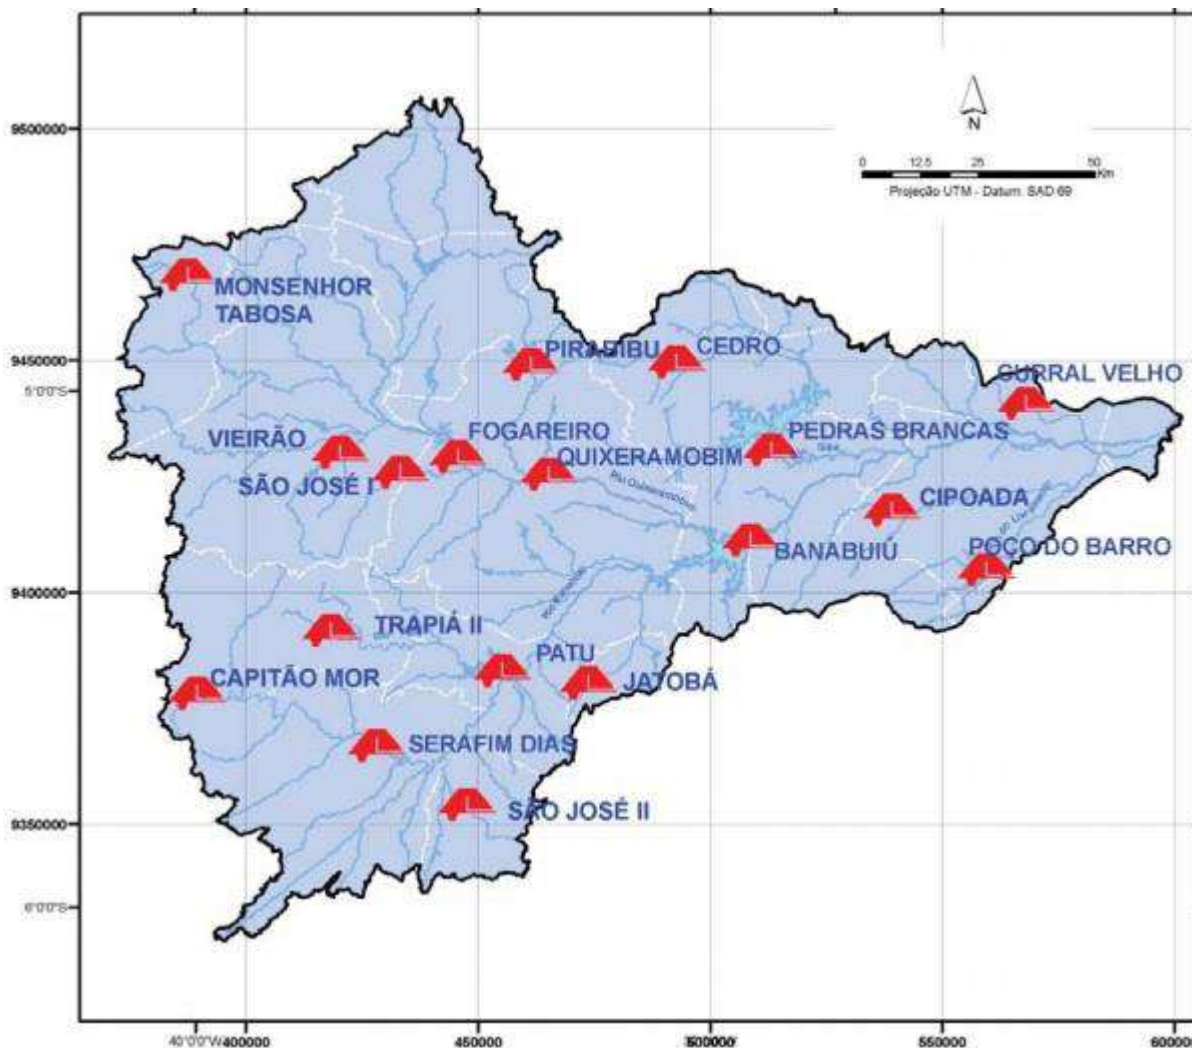 9500000
N
0 12.5 25 50
Km
Projeção UTM - Datum: SAD 69
MONSENHOR
TABOSA
9450000
PIRABIBU
CEDRO
5°0'0"S
CURRAL VELHO
VIEIRÃO
FOGAREIRO
PEDRAS BRANCAS
SÃO JOSÉ I
QUIXERAMOBIM
Rio Quixeramobim
CIPOADA
BANABUIÚ
POÇO DO BARRO
9400000
TRAPIÁ II
PATU
CAPITÃO MOR
JATOBÁ
SERAFIM DIAS
SÃO JOSÉ II
9350000
6°0'0"S
40°0'0"W
400000
450000
500000
550000
600000